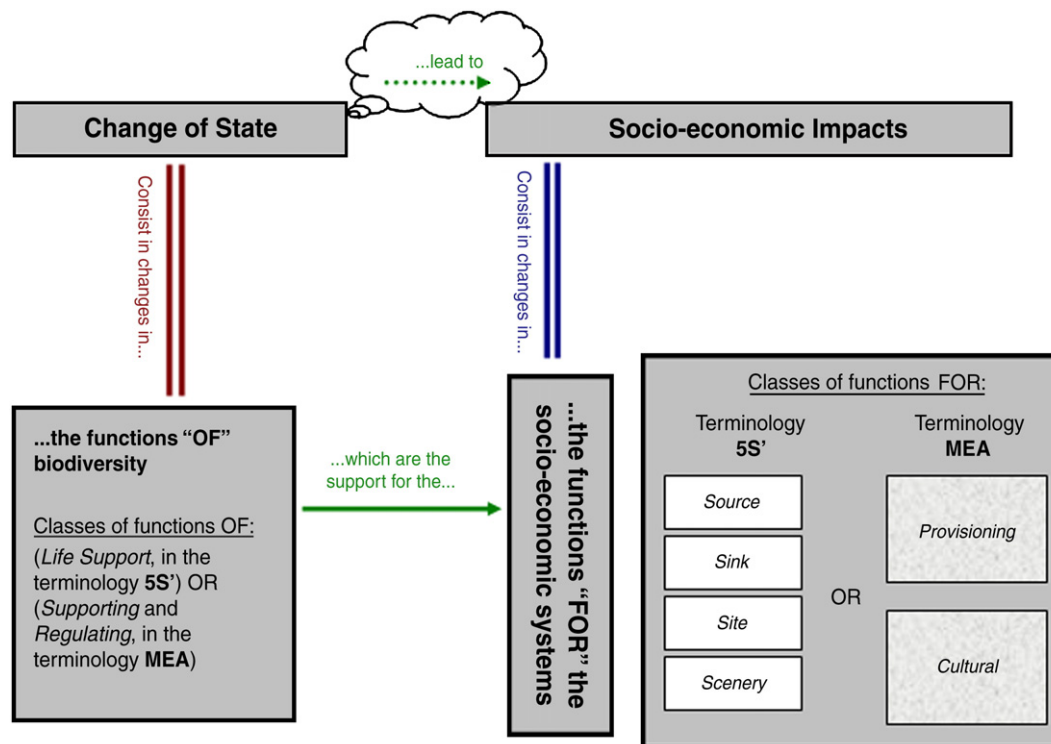 ...lead to
Change of State
Socio-economic Impacts
Consist in changes in...
Consist in changes in...
...the functions “OF”
biodiversity
Classes of functions OF:
(Life Support, in the
terminology 5S’) OR
(Supporting and
Regulating, in the
terminology MEA)
...which are the
support for the...
...the functions “FOR” the
socio-economic systems
Classes of functions FOR:
Terminology
5S’
Source
Sink
Site
Scenery
OR
Terminology
MEA
Provisioning
Cultural